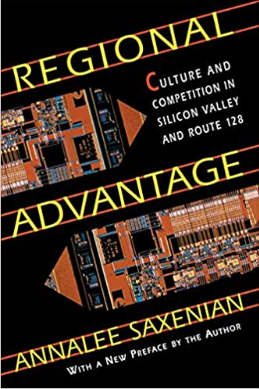 REGIONAL
CULTURE AND
COMPETITION IN
SILICON VALLEY
AND ROUTE 128
ADVANTAGE
ANNALEE SAXENIAN
WITH A NEW PREFACE BY THE AUTHOR